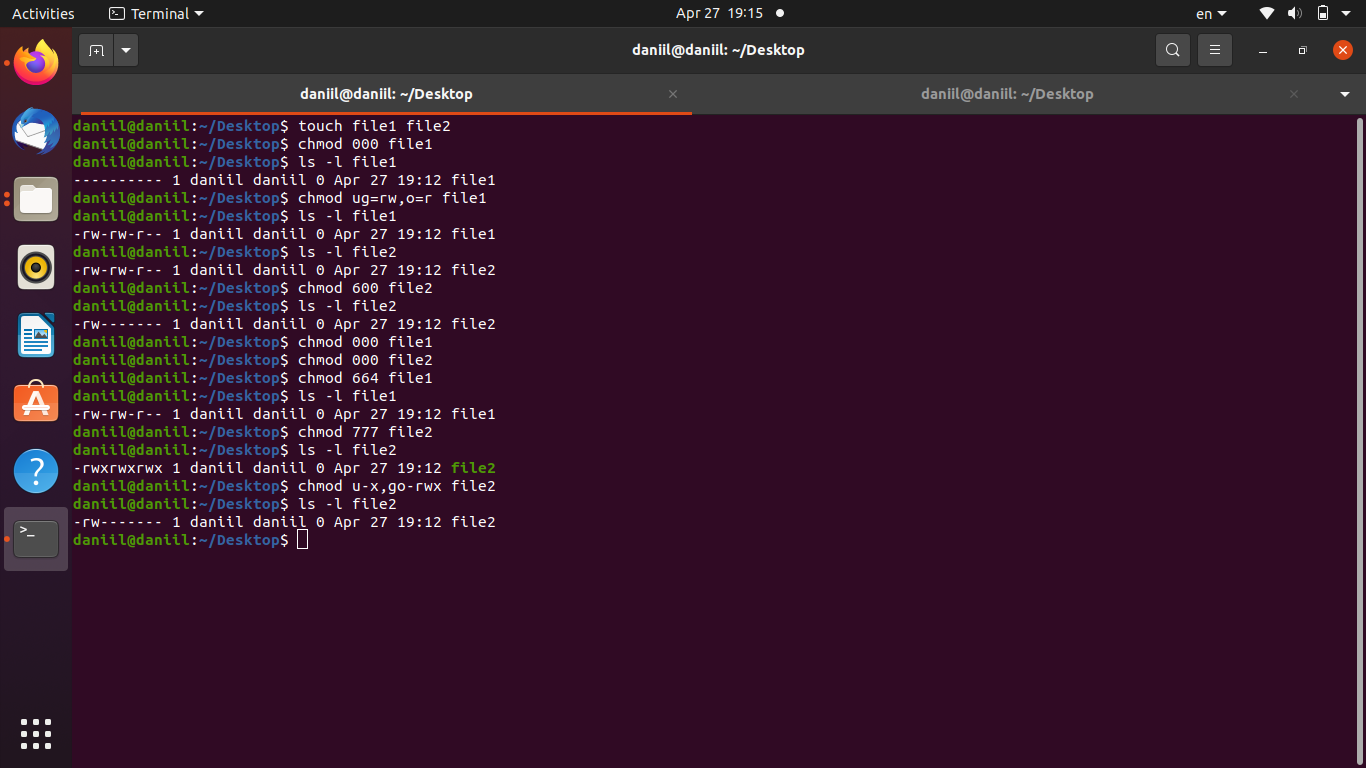 Activities
Terminal
Apr 27 19:15
en
daniil@daniil: ~/Desktop
daniil@daniil: ~/Desktop
daniil@daniil: ~/Desktop
daniil@daniil:~/Desktop$ touch file1 file2
daniil@daniil:~/Desktop$ chmod 000 file1
daniil@daniil:~/Desktop$ ls -l file1
---------- 1 daniil daniil 0 Apr 27 19:12 file1
daniil@daniil:~/Desktop$ chmod ug=rw,o=r file1
daniil@daniil:~/Desktop$ ls -l file1
-rw-rw-r-- 1 daniil daniil 0 Apr 27 19:12 file1
daniil@daniil:~/Desktop$ ls -l file2
-rw-rw-r-- 1 daniil daniil 0 Apr 27 19:12 file2
daniil@daniil:~/Desktop$ chmod 600 file2
daniil@daniil:~/Desktop$ ls -l file2
-rw------- 1 daniil daniil 0 Apr 27 19:12 file2
daniil@daniil:~/Desktop$ chmod 000 file1
daniil@daniil:~/Desktop$ chmod 000 file2
daniil@daniil:~/Desktop$ chmod 664 file1
daniil@daniil:~/Desktop$ ls -l file1
-rw-rw-r-- 1 daniil daniil 0 Apr 27 19:12 file1
daniil@daniil:~/Desktop$ chmod 777 file2
daniil@daniil:~/Desktop$ ls -l file2
-rwxrwxrwx 1 daniil daniil 0 Apr 27 19:12 file2
daniil@daniil:~/Desktop$ chmod u-x,go-rwx file2
daniil@daniil:~/Desktop$ ls -l file2
-rw------- 1 daniil daniil 0 Apr 27 19:12 file2
daniil@daniil:~/Desktop$